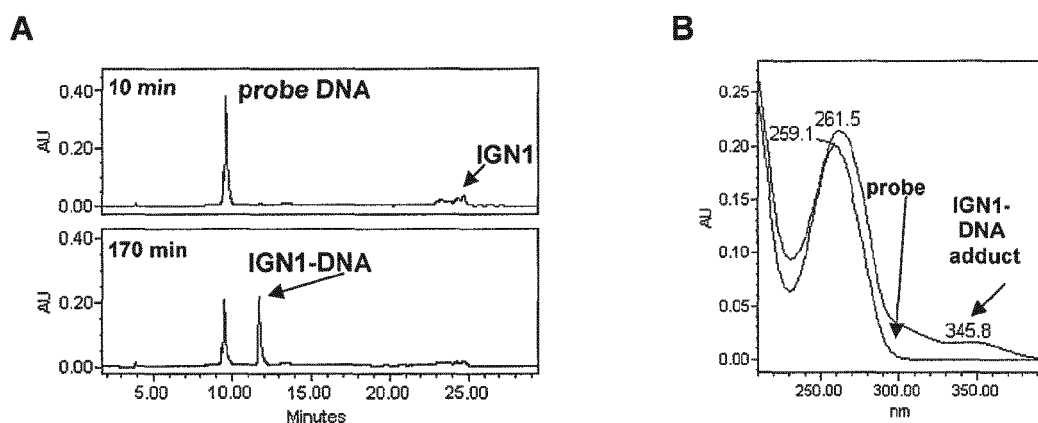 A
10 min
probe DNA
IGN1
0.40
0.20
0.00
AU
170 min
IGN1-DNA
0.40
0.20
0.00
AU
5.00 10.00 15.00 20.00 25.00
Minutes
B
0.25
0.20
0.15
0.10
0.05
0.00
AU
261.5
259.1
probe
IGN1-
DNA
adduct
345.8
250.00 300.00 350.00
nm